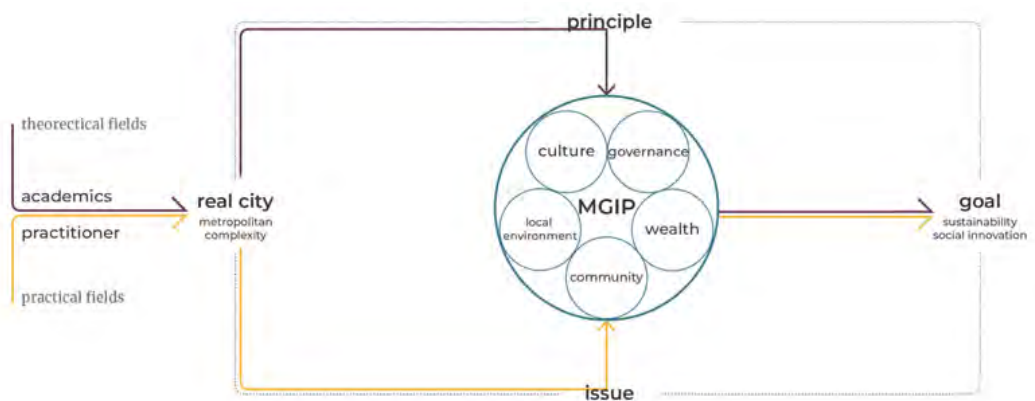 principle
theorectical fields
academics
practitioner
practical fields
real city
metropolitan
complexity
culture
governance
MGIP
local
environment
wealth
community
goal
sustainability
social innovation
issue